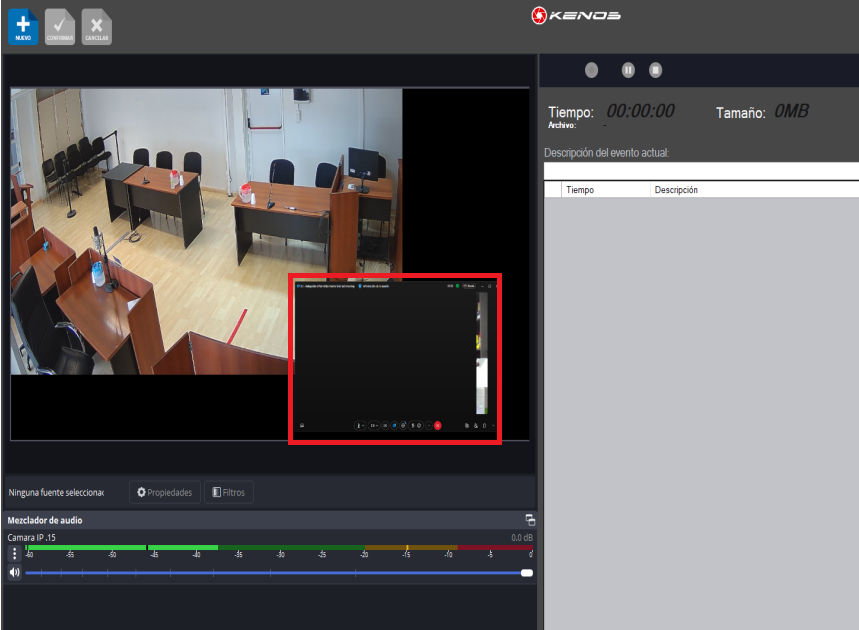 KENOS
NUEVO
CONFIRMAR
CANCELAR
Tiempo: 00:00:00
Tamaño: 0MB
Archivo: -
Descripción del evento actual:
Tiempo
Descripción
Ninguna fuente seleccionac
Propiedades
Filtros
Mezclador de audio
Camara IP .15
0.0 dB
-60 -55 -50 -45 -40 -35 -30 -25 -20 -15 -10 -5 0